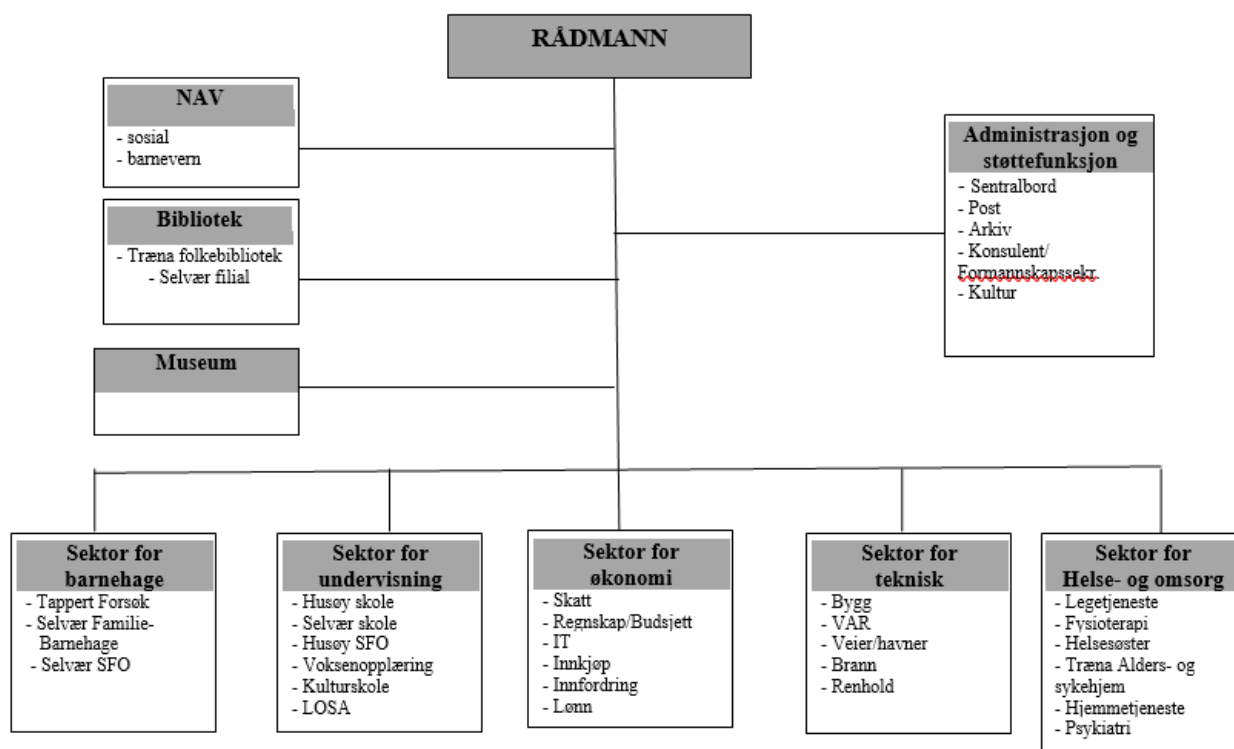 RÅDMANN
NAV
- sosial
- barnevern
Bibliotek
- Træna folkebibliotek
- Selvær filial
Museum
Administrasjon og
støttefunksjon
- Sentralbord
- Post
- Arkiv
- Konsulent/
Formannskapssekr.
- Kultur
Sektor for
barnehage
- Tappert Forsøk
- Selvær Familie-
Barnehage
- Selvær SFO
Sektor for
undervisning
- Husøy skole
- Selvær skole
- Husøy SFO
- Voksenopplæring
- Kulturskole
- LOSA
Sektor for
økonomi
- Skatt
- Regnskap/Budsjett
- IT
- Innkjøp
- Innfordring
- Lønn
Sektor for
teknisk
- Bygg
- VAR
- Veier/havner
- Brann
- Renhold
Sektor for
Helse- og omsorg
- Legetjeneste
- Fysioterapi
- Helsesøster
- Træna Alders- og
sykehjem
- Hjemmetjeneste
- Psykiatri